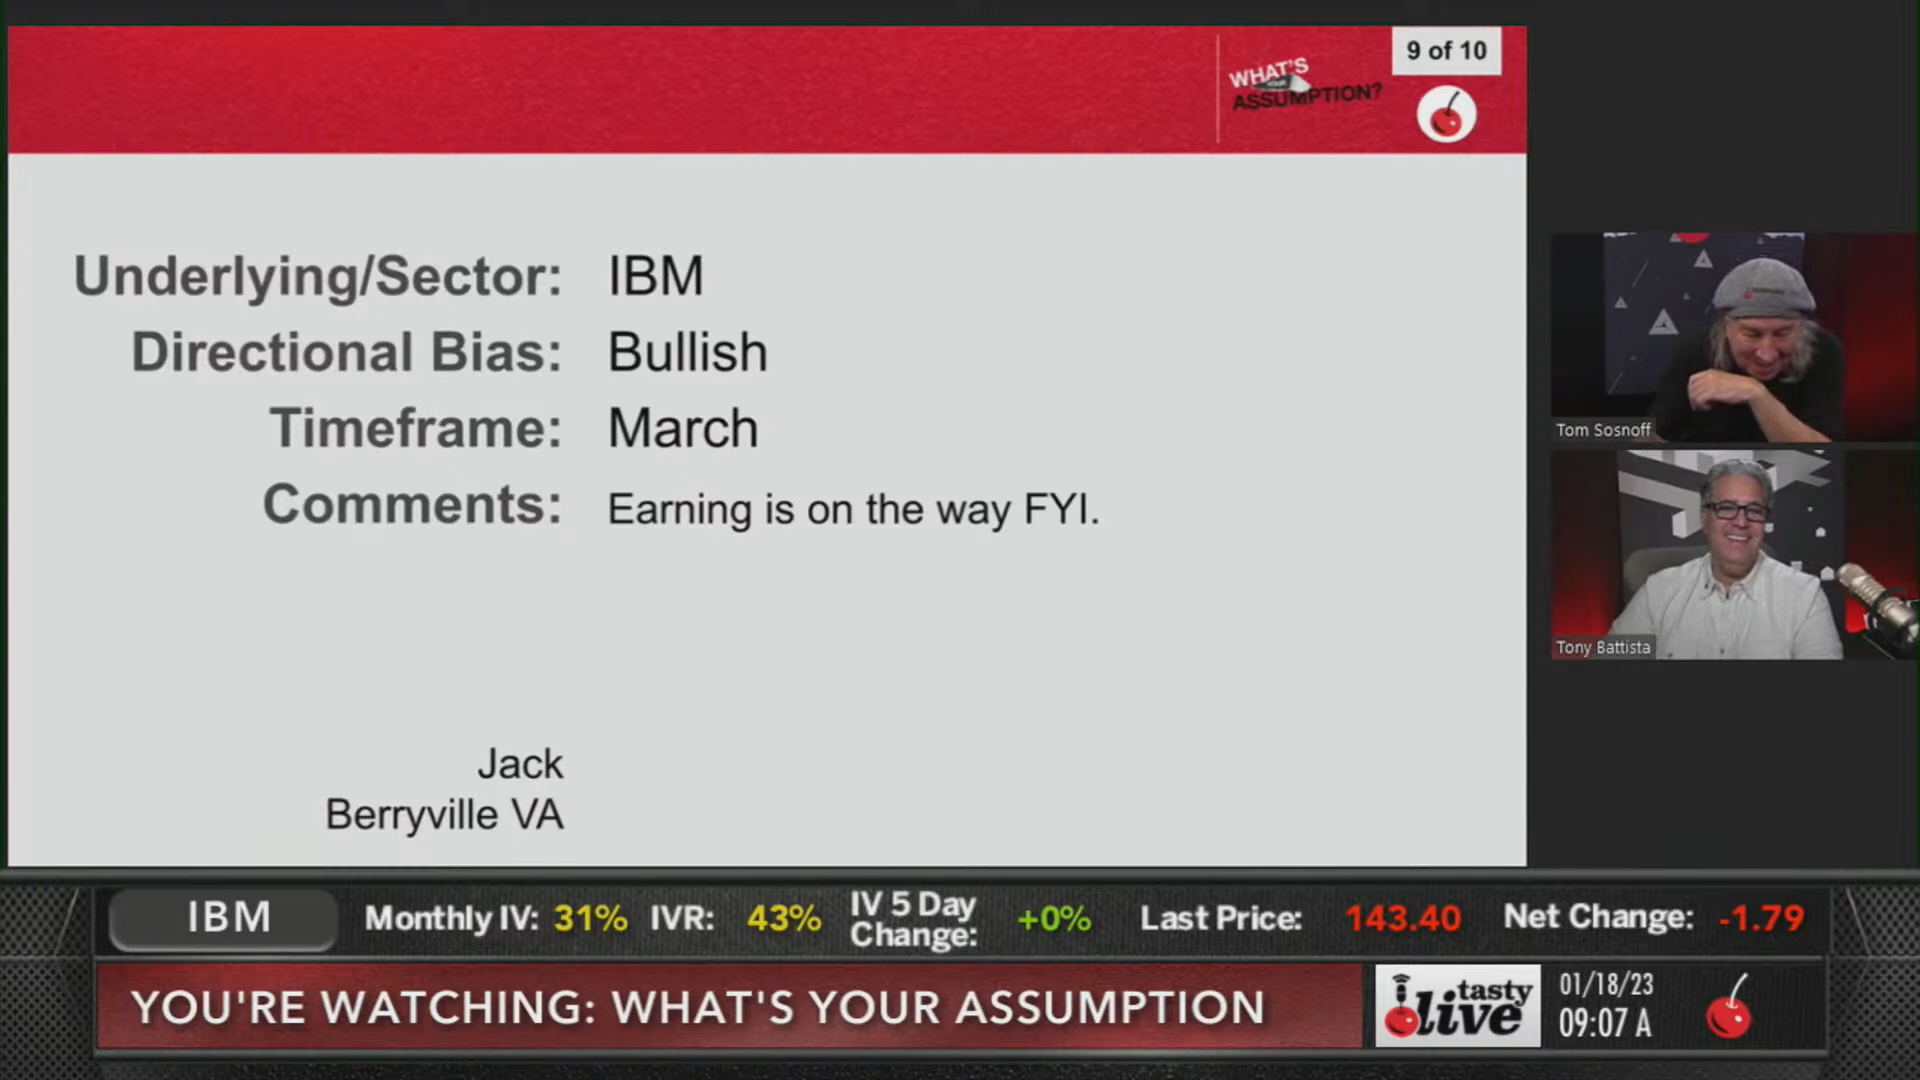 WHAT'S
YOUR
ASSUMPTION?
9 of 10
Underlying/Sector: IBM
Directional Bias: Bullish
Timeframe: March
Comments: Earning is on the way FYI.
Jack
Berryville VA
Tom Sosnoff
Tony Battista
IBM
Monthly IV: 31% IVR: 43% IV 5 Day Change: +0% Last Price: 143.40 Net Change: -1.79
YOU'RE WATCHING: WHAT'S YOUR ASSUMPTION
tasty
live
01/18/23
09:07 A